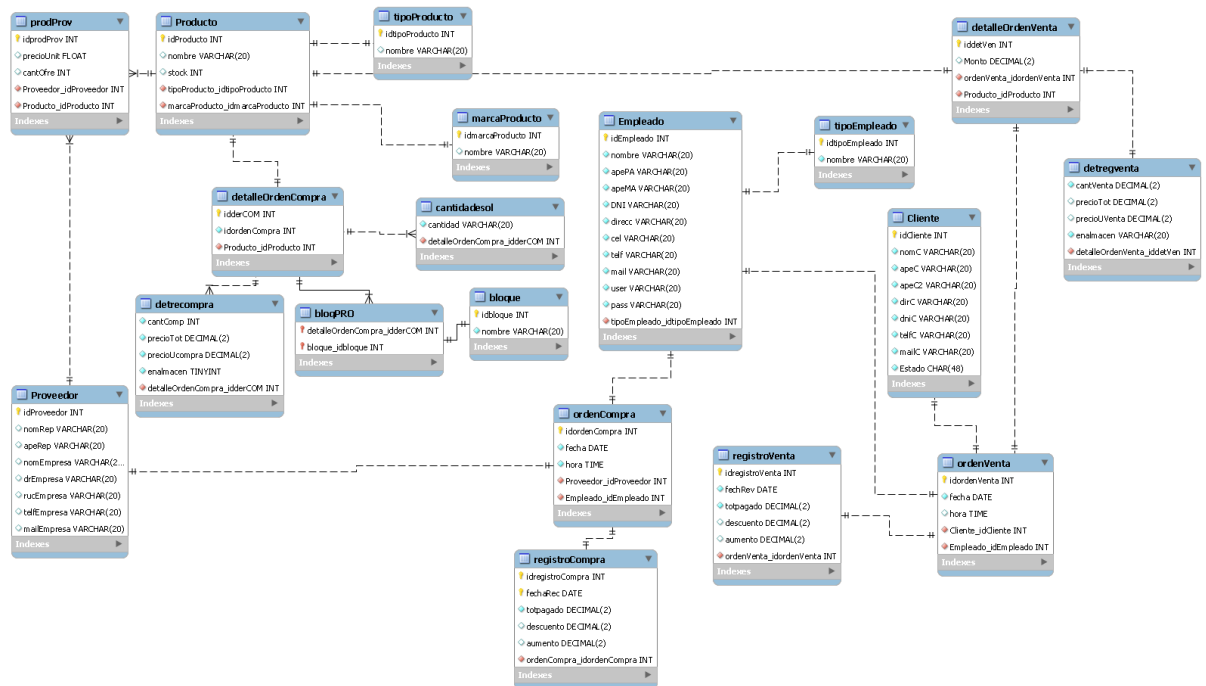 prodProv
idprodProv INT
precioUnit FLOAT
cantOfre INT
Proveedor_idProveedor INT
Producto_idProducto INT
Indexes
Producto
idProducto INT
nombre VARCHAR(20)
stock INT
tipoProducto_idtipoProducto INT
marcaProducto_idmarcaProducto INT
Indexes
tipoProducto
idtipoProducto INT
nombre VARCHAR(20)
Indexes
detalleOrdenVenta
iddetVen INT
Monto DECIMAL(2)
ordenVenta_idordenVenta INT
Producto_idProducto INT
Indexes
marcaProducto
idmarcaProducto INT
nombre VARCHAR(20)
Indexes
Empleado
idEmpleado INT
nombre VARCHAR(20)
apePA VARCHAR(20)
apeMA VARCHAR(20)
DNI VARCHAR(20)
direcc VARCHAR(20)
cel VARCHAR(20)
telf VARCHAR(20)
mail VARCHAR(20)
user VARCHAR(20)
pass VARCHAR(20)
tipoEmpleado_idtipoEmpleado INT
Indexes
tipoEmpleado
idtipoEmpleado INT
nombre VARCHAR(20)
Indexes
detregventa
cantVenta DECIMAL(2)
precioTot DECIMAL(2)
precioUVenta DECIMAL(2)
enalmacen VARCHAR(20)
detalleOrdenVenta_iddetVen INT
Indexes
detalleOrdenCompra
idderCOM INT
idordenCompra INT
Producto_idProducto INT
Indexes
cantidadesol
cantidad VARCHAR(20)
detalleOrdenCompra_idderCOM INT
Indexes
Cliente
idCliente INT
nomC VARCHAR(20)
apeC VARCHAR(20)
apeC2 VARCHAR(20)
dirC VARCHAR(20)
dniC VARCHAR(20)
telfC VARCHAR(20)
mailC VARCHAR(20)
Estado CHAR(48)
Indexes
detrecompra
cantComp INT
precioTot DECIMAL(2)
precioUcompra DECIMAL(2)
enalmacen TINYINT
detalleOrdenCompra_idderCOM INT
Indexes
bloqPRO
detalleOrdenCompra_idderCOM INT
bloque_idbloque INT
Indexes
bloque
idbloque INT
nombre VARCHAR(20)
Indexes
Proveedor
idProveedor INT
nomRep VARCHAR(20)
apeRep VARCHAR(20)
nomEmpresa VARCHAR(2...
drEmpresa VARCHAR(20)
rucEmpresa VARCHAR(20)
telfEmpresa VARCHAR(20)
mailEmpresa VARCHAR(20)
Indexes
ordenCompra
idordenCompra INT
fecha DATE
hora TIME
Proveedor_idProveedor INT
Empleado_idEmpleado INT
Indexes
registroVenta
idregistroVenta INT
fechRev DATE
totpagado DECIMAL(2)
descuento DECIMAL(2)
aumento DECIMAL(2)
ordenVenta_idordenVenta INT
Indexes
ordenVenta
idordenVenta INT
fecha DATE
hora TIME
Cliente_idCliente INT
Empleado_idEmpleado INT
Indexes
registroCompra
idregistroCompra INT
fechaRec DATE
totpagado DECIMAL(2)
descuento DECIMAL(2)
aumento DECIMAL(2)
ordenCompra_idordenCompra INT
Indexes